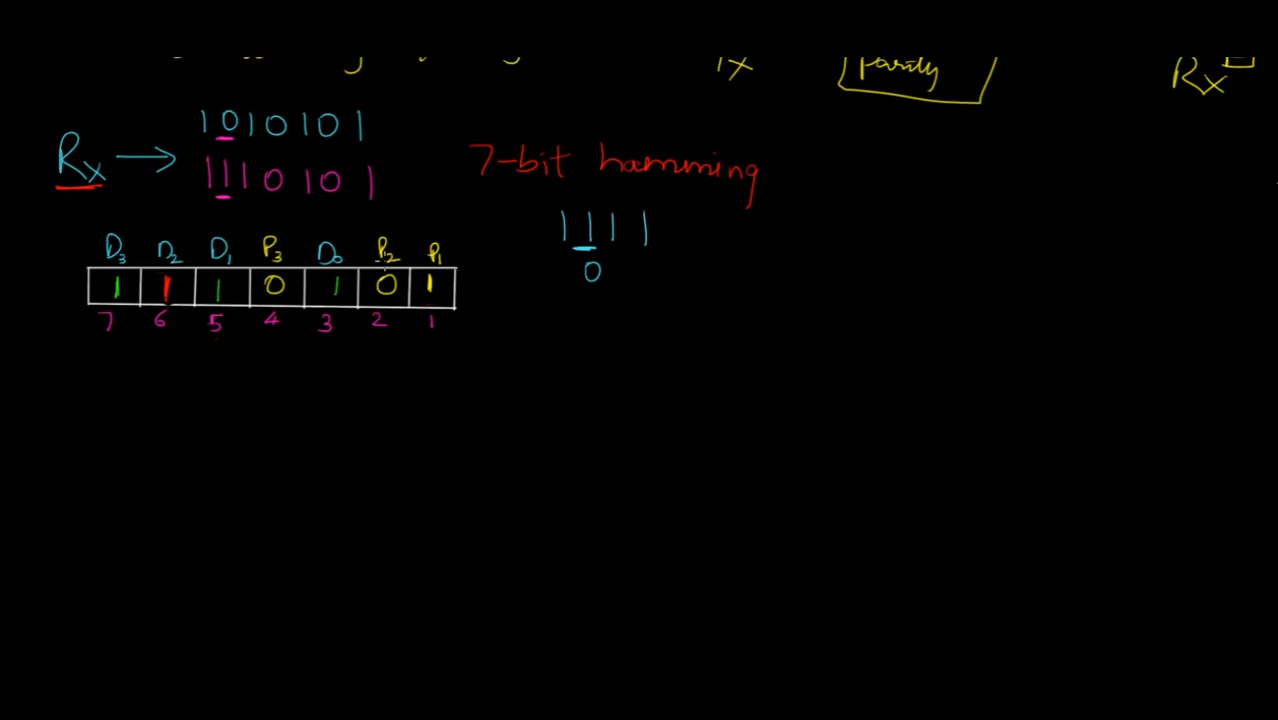 Tx parity Rx
1010101
Rx → 1110101
7-bit hamming
1111
0
D3 D2 D1 P3 D0 P2 P1
1 1 1 0 1 0 1
7 6 5 4 3 2 1